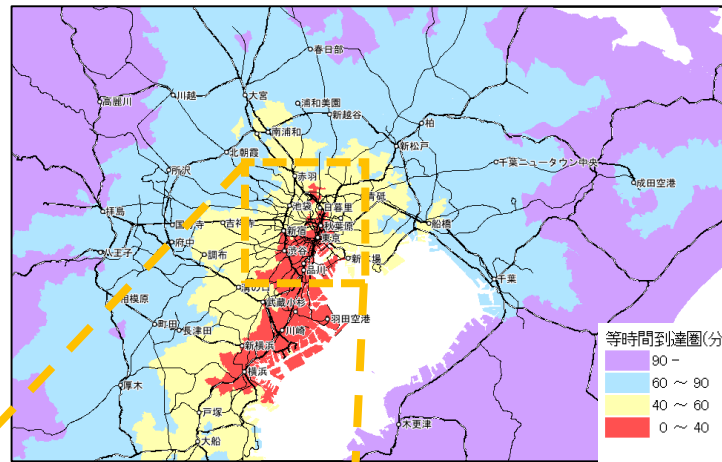 春日部
高麗川
川越
大宮
浦和美園
新越谷
柏
南浦和
新松戸
北朝霞
所沢
千葉ニュータウン中央
赤羽
成田空港
青砥
池袋
日暮里
拝島
吉祥寺
秋葉原
船橋
新宿
東京
府中
八王子
調布
渋谷
品川
千葉
相模原
武蔵小杉
羽田空港
町田
長津田
川崎
新横浜
横浜
厚木
戸塚
木更津
大船
等時間到達圏(分
90 -
60 ～ 90
40 ～ 60
0 ～ 40